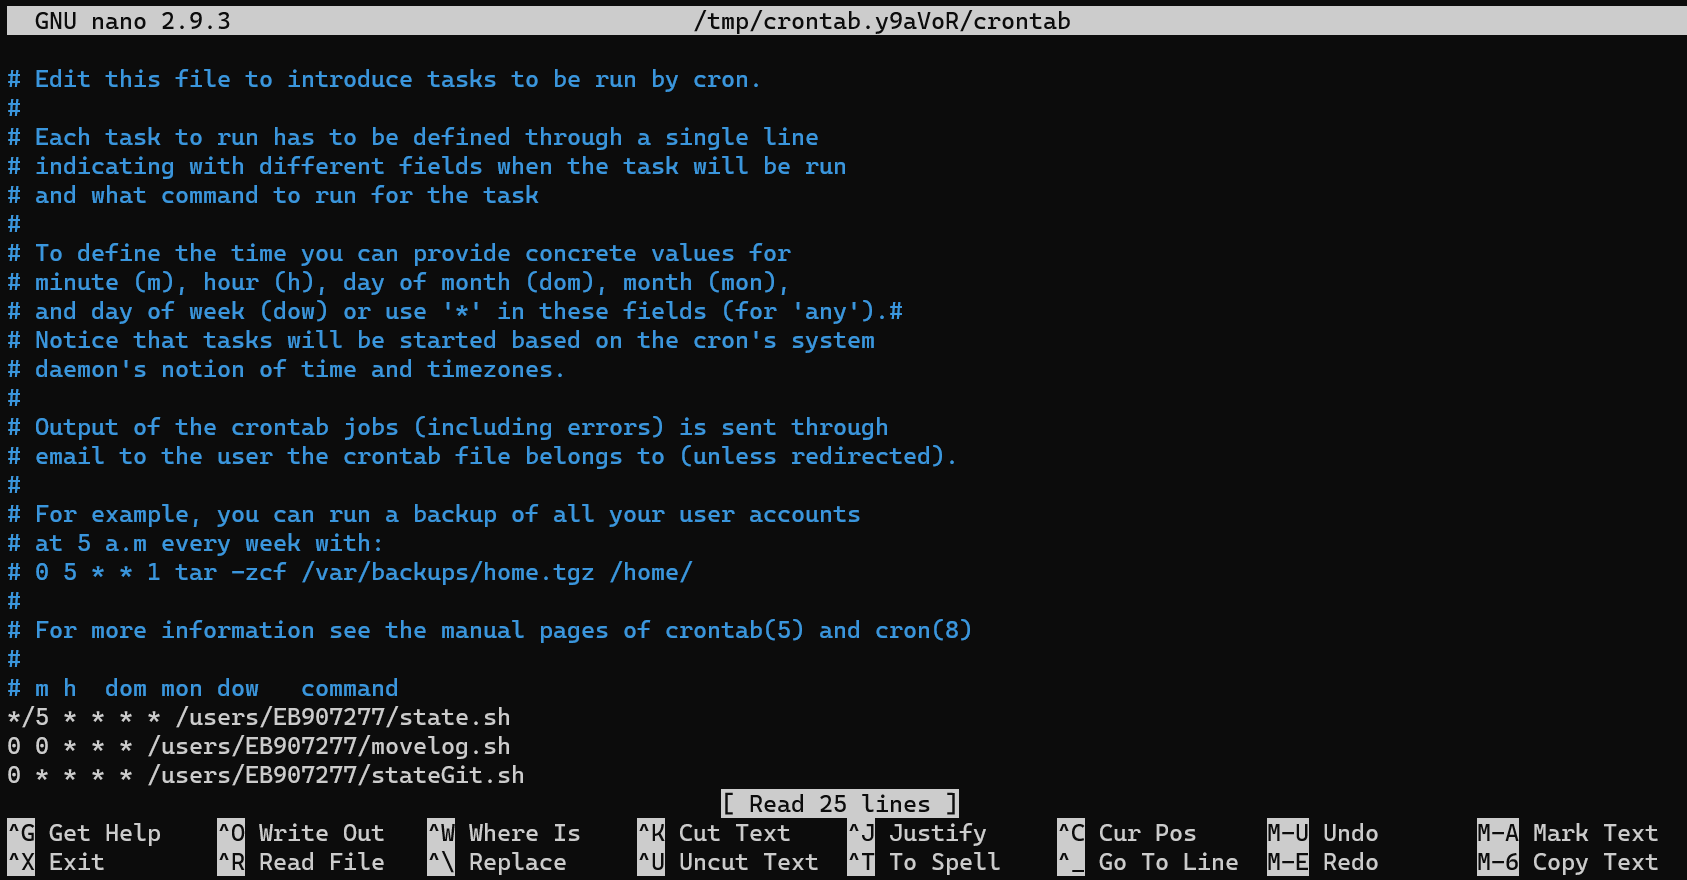 GNU nano 2.9.3 /tmp/crontab.y9aVoR/crontab
# Edit this file to introduce tasks to be run by cron.
#
# Each task to run has to be defined through a single line
# indicating with different fields when the task will be run
# and what command to run for the task
#
# To define the time you can provide concrete values for
# minute (m), hour (h), day of month (dom), month (mon),
# and day of week (dow) or use '*' in these fields (for 'any').#
# Notice that tasks will be started based on the cron's system
# daemon's notion of time and timezones.
#
# Output of the crontab jobs (including errors) is sent through
# email to the user the crontab file belongs to (unless redirected).
#
# For example, you can run a backup of all your user accounts
# at 5 a.m every week with:
# 0 5 * * 1 tar -zcf /var/backups/home.tgz /home/
#
# For more information see the manual pages of crontab(5) and cron(8)
#
# m h  dom mon dow   command
*/5 * * * * /users/EB907277/state.sh
0 0 * * * /users/EB907277/movelog.sh
0 * * * * /users/EB907277/stateGit.sh
[ Read 25 lines ]
^G Get Help ^O Write Out ^W Where Is ^K Cut Text ^J Justify ^C Cur Pos M-U Undo M-A Mark Text
^X Exit ^R Read File ^\ Replace ^U Uncut Text ^T To Spell ^_ Go To Line M-E Redo M-6 Copy Text